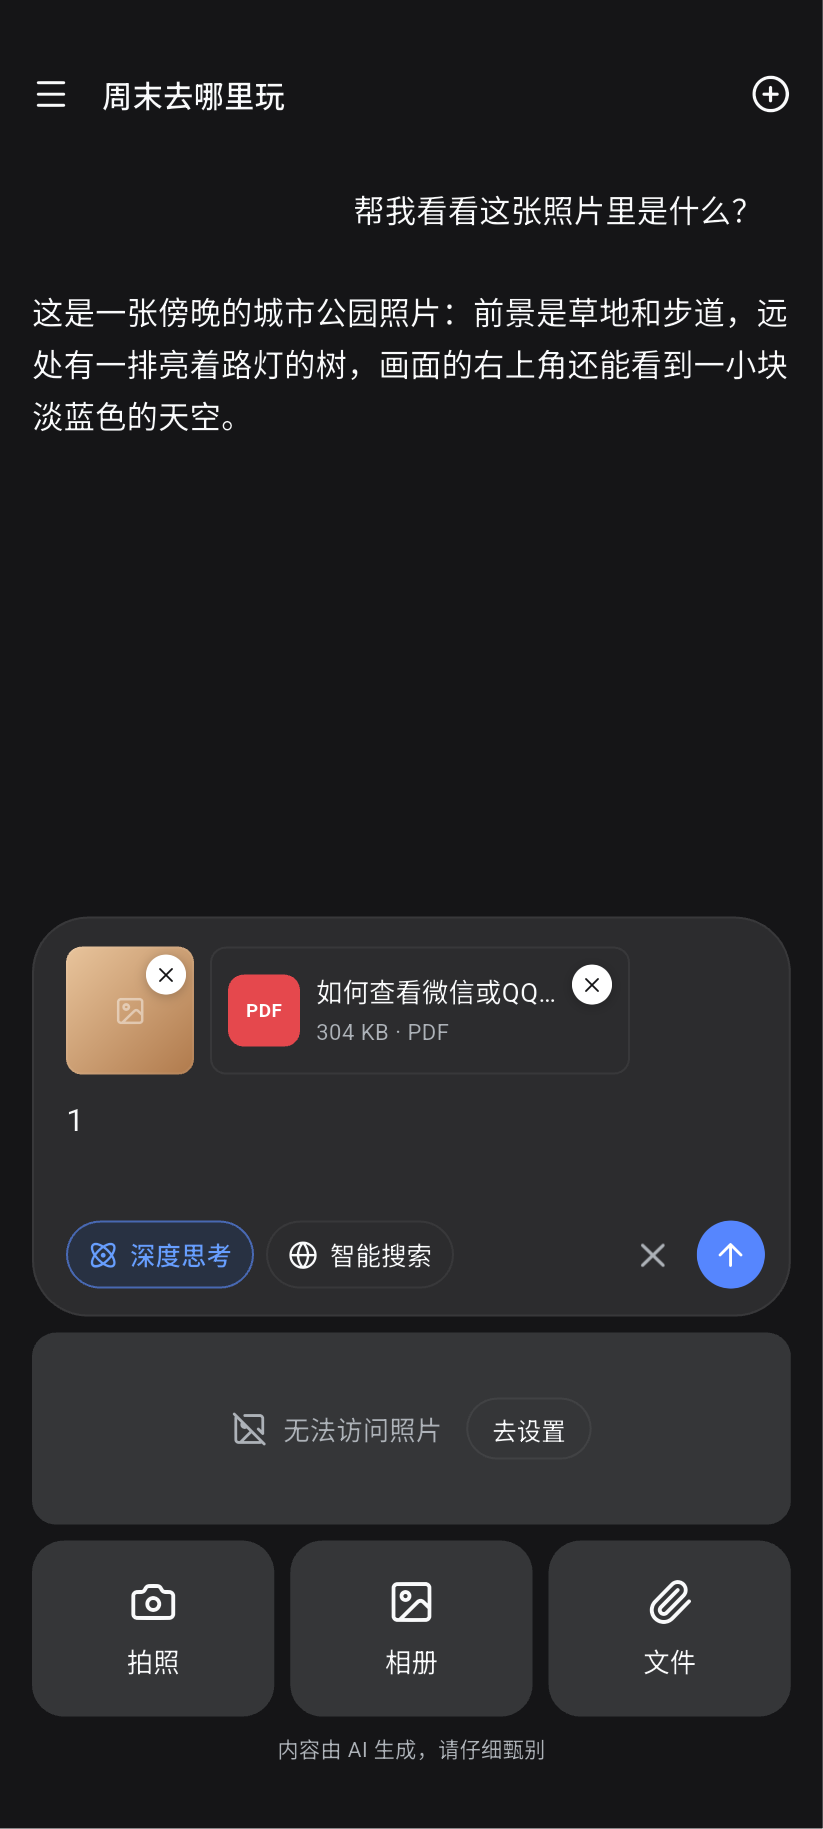 周末去哪里玩
帮我看看这张照片里是什么？
这是一张傍晚的城市公园照片：前景是草地和步道，远
处有一排亮着路灯的树，画面的右上角还能看到一小块
淡蓝色的天空。
PDF
如何查看微信或QQ...
304 KB · PDF
1
深度思考
智能搜索
无法访问照片
去设置
拍照
相册
文件
内容由 AI 生成，请仔细甄别